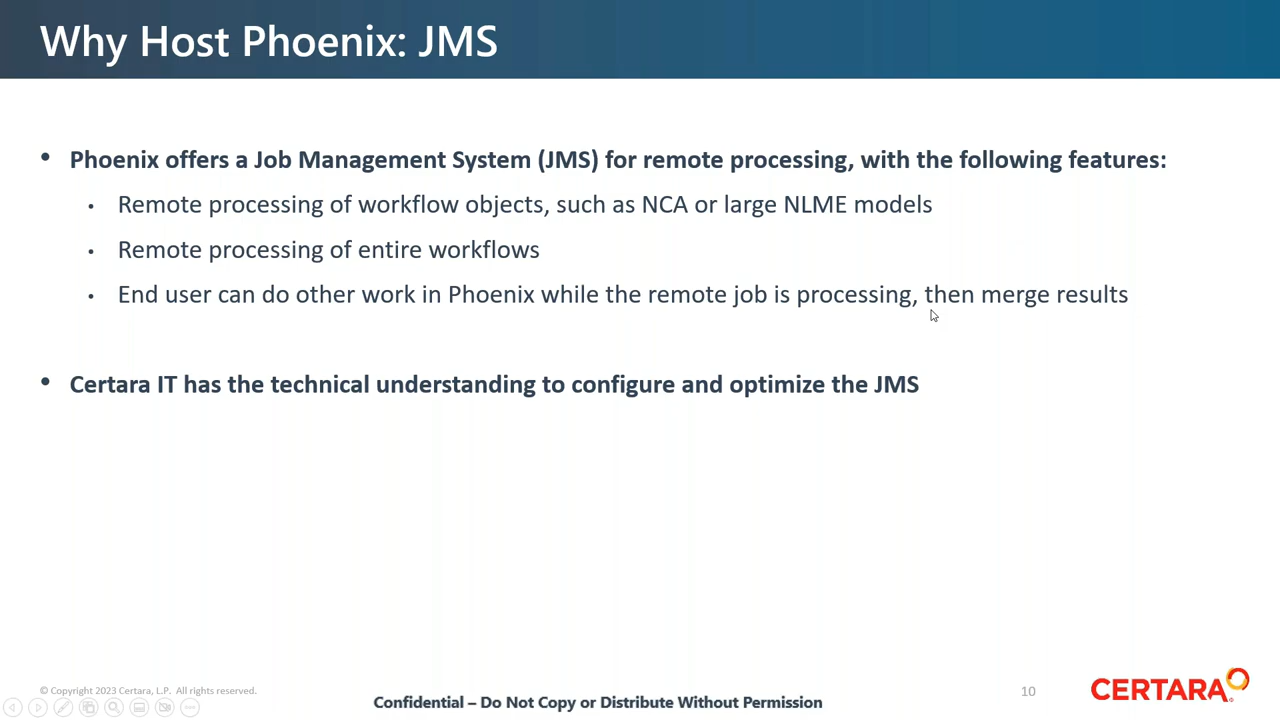 Why Host Phoenix: JMS
• Phoenix offers a Job Management System (JMS) for remote processing, with the following features:
• Remote processing of workflow objects, such as NCA or large NLME models
• Remote processing of entire workflows
• End user can do other work in Phoenix while the remote job is processing, then merge results
• Certara IT has the technical understanding to configure and optimize the JMS
© Copyright 2023 Certara, L.P. All rights reserved.
Confidential – Do Not Copy or Distribute Without Permission
10
CERTARA